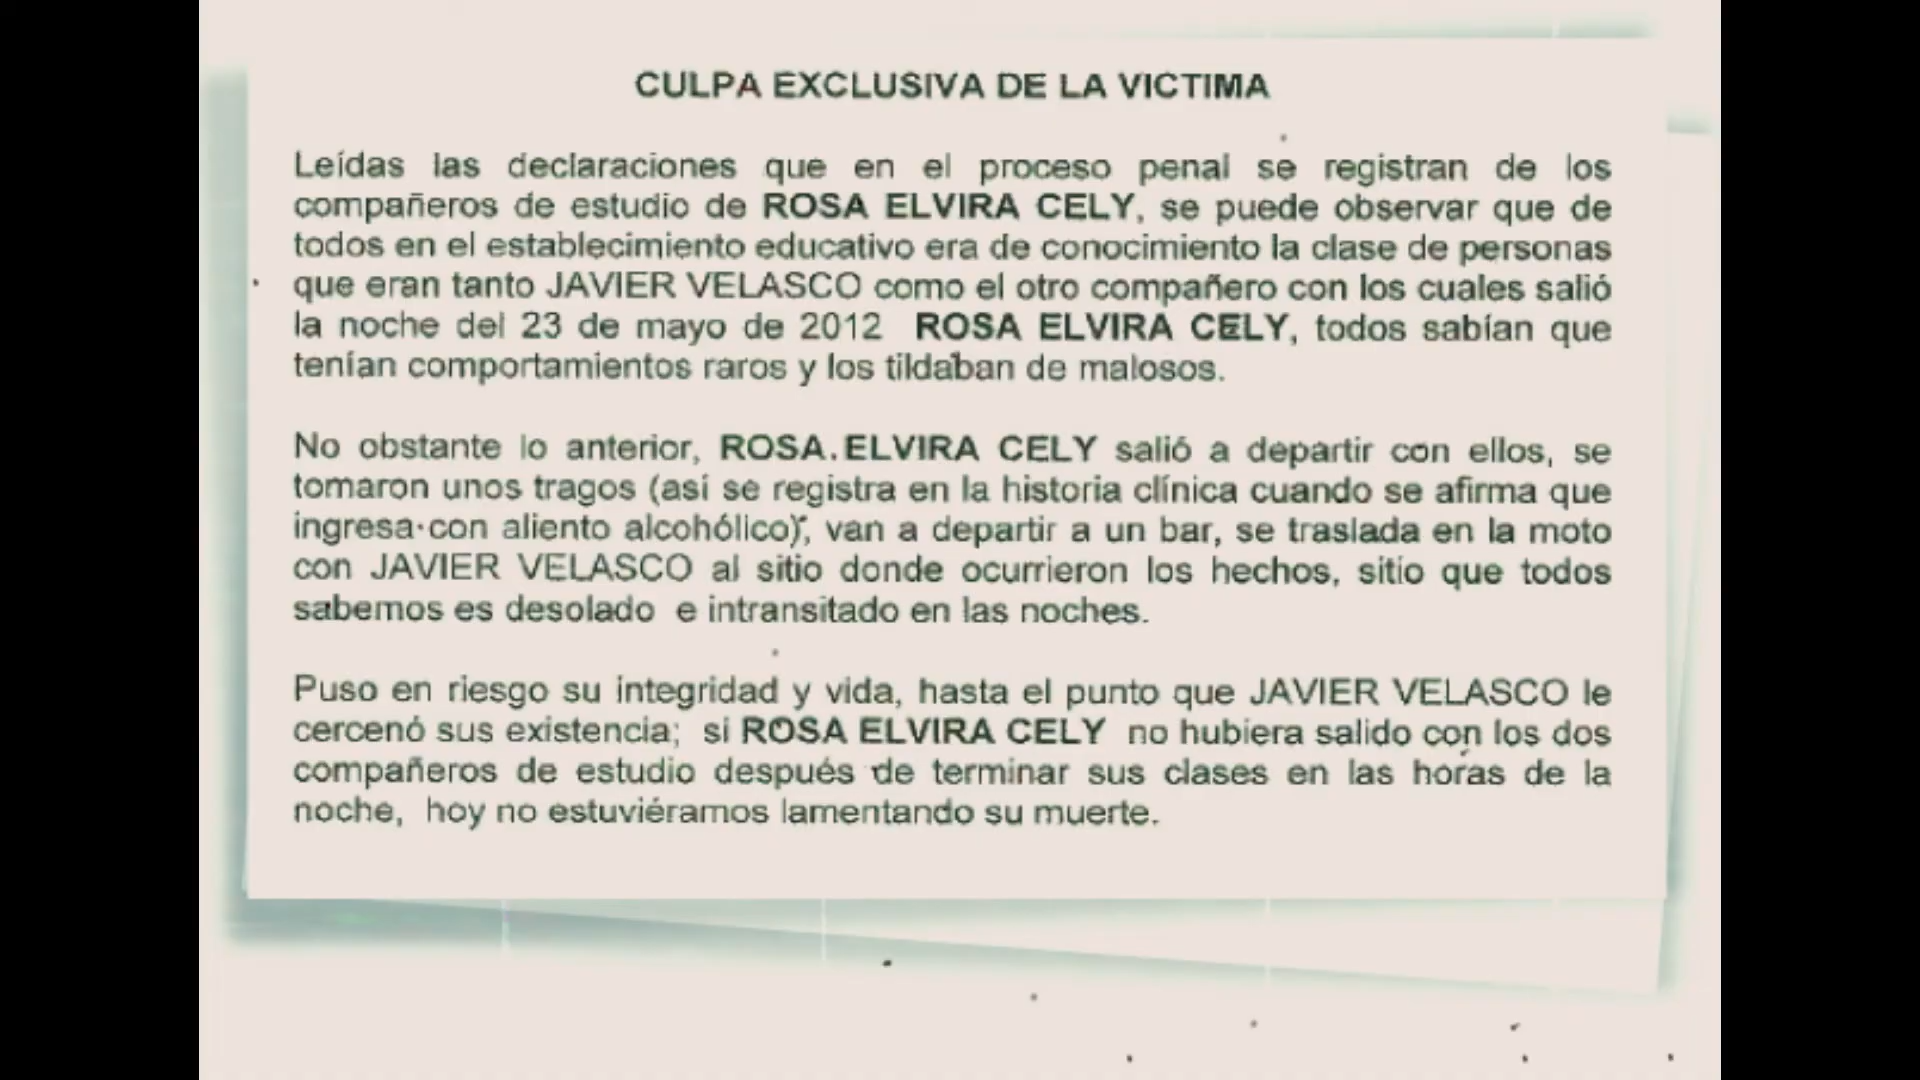 CULPA EXCLUSIVA DE LA VICTIMA
Leídas las declaraciones que en el proceso penal se registran de los
compañeros de estudio de ROSA ELVIRA CELY, se puede observar que de
todos en el establecimiento educativo era de conocimiento la clase de personas
que eran tanto JAVIER VELASCO como el otro compañero con los cuales salió
la noche del 23 de mayo de 2012 ROSA ELVIRA CELY, todos sabían que
tenían comportamientos raros y los tildaban de malosos.
No obstante lo anterior, ROSA ELVIRA CELY salió a departir con ellos, se
tomaron unos tragos (así se registra en la historia clínica cuando se afirma que
ingresa con aliento alcohólico), van a departir a un bar, se traslada en la moto
con JAVIER VELASCO al sitio donde ocurrieron los hechos, sitio que todos
sabemos es desolado e intransitado en las noches.
Puso en riesgo su integridad y vida, hasta el punto que JAVIER VELASCO le
cercenó sus existencia; si ROSA ELVIRA CELY no hubiera salido con los dos
compañeros de estudio después de terminar sus clases en las horas de la
noche, hoy no estuviéramos lamentando su muerte.